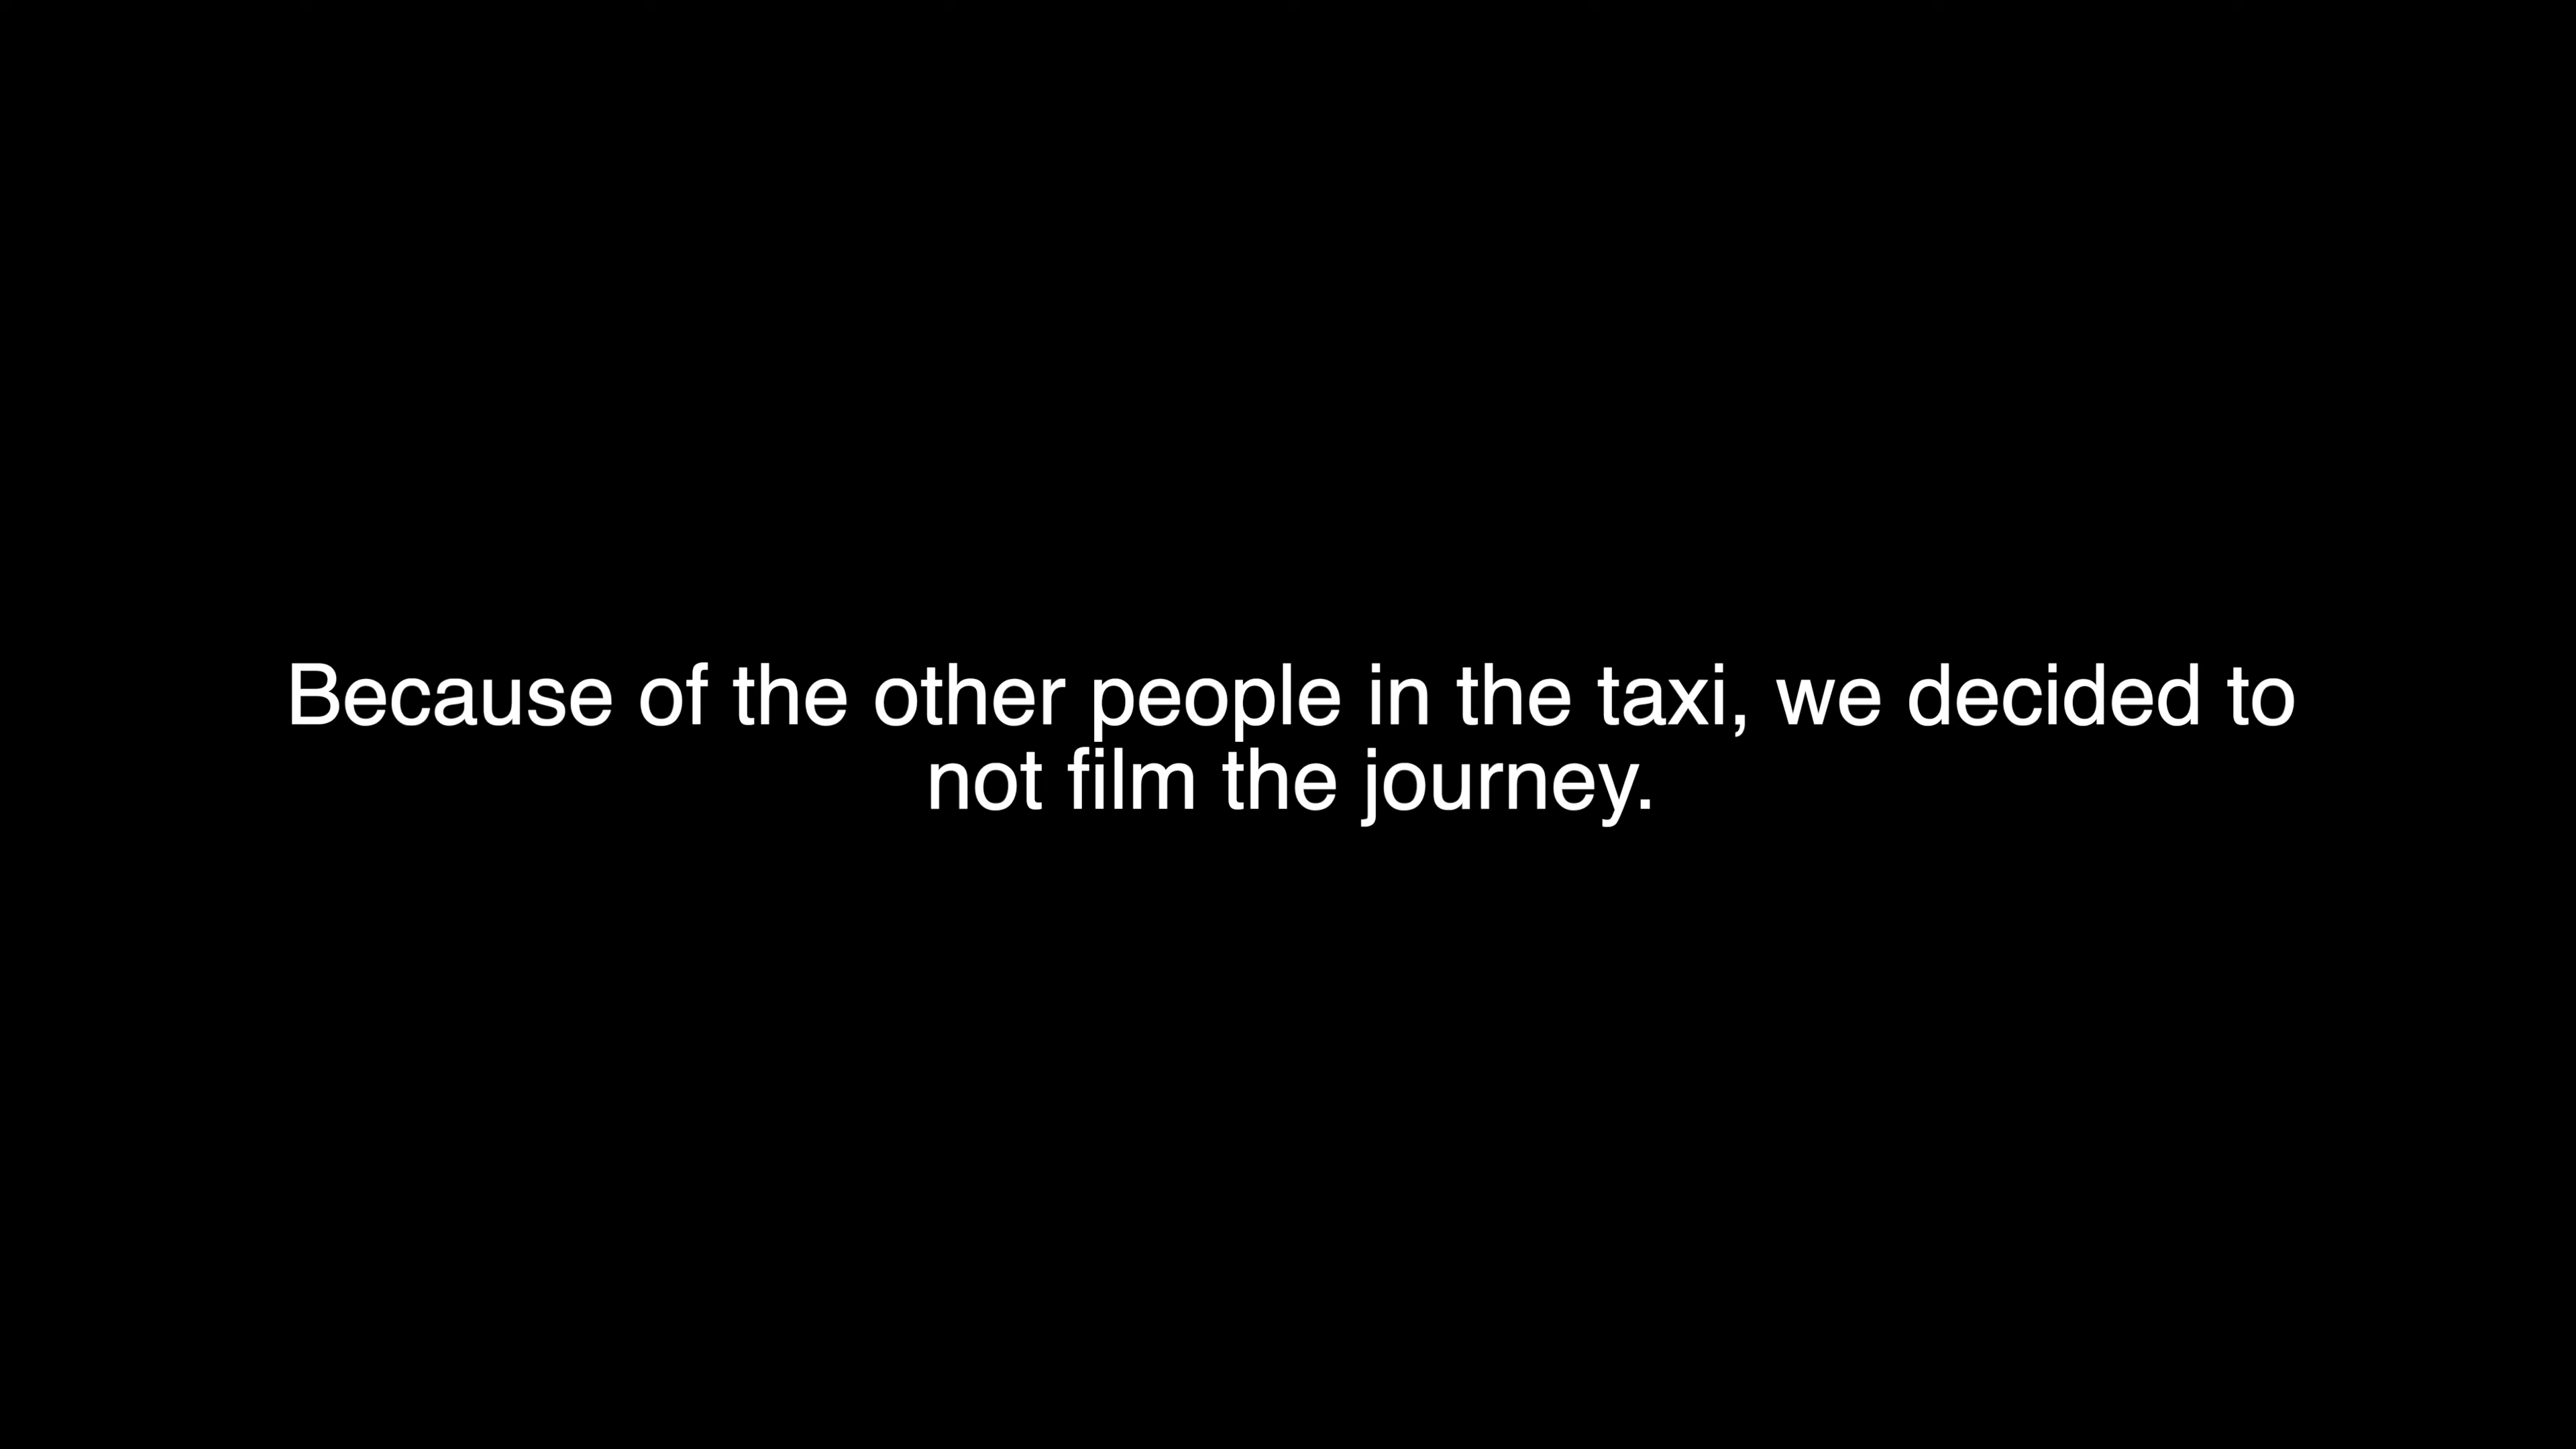 Because of the other people in the taxi, we decided to
not film the journey.